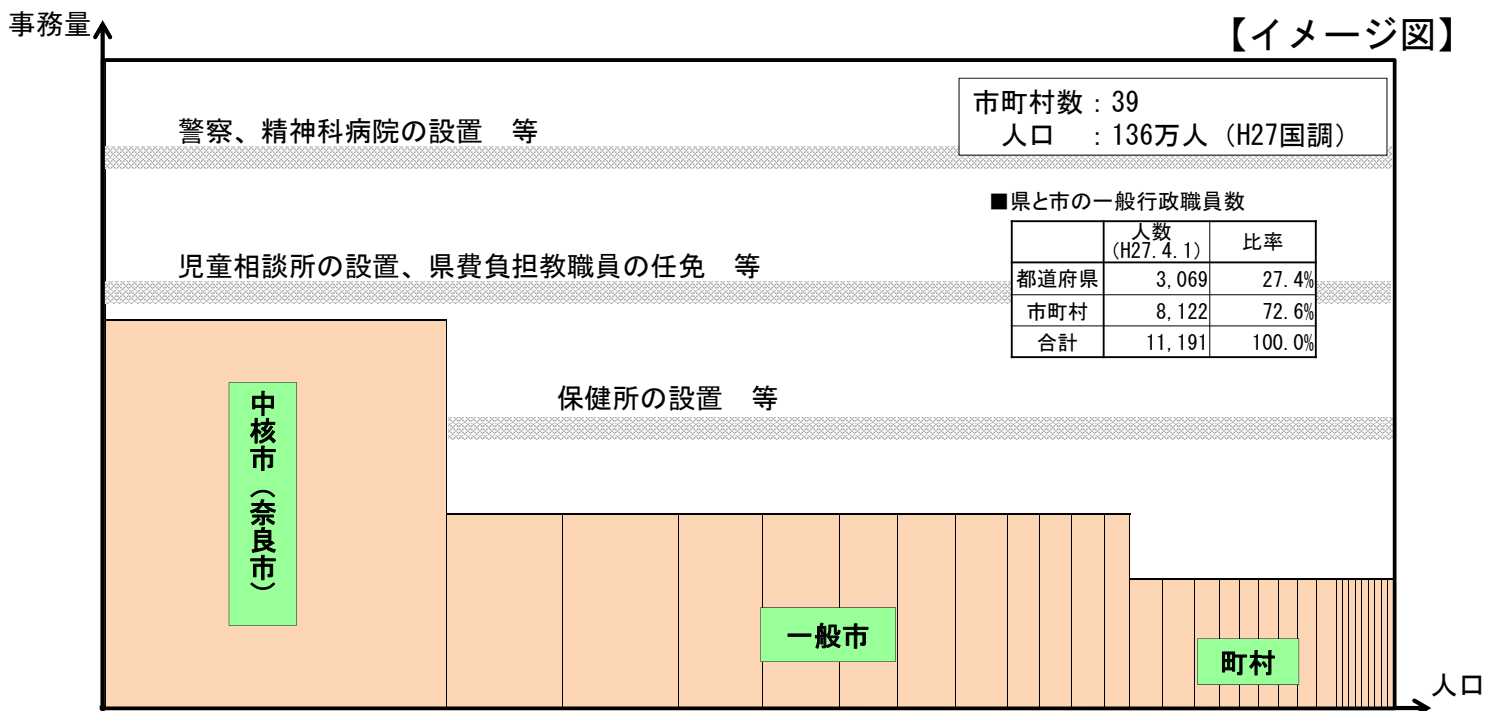 事務量
【イメージ図】
市町村数：39
人口　：136万人（H27国調）
警察、精神科病院の設置　等
■県と市の一般行政職員数
人数
(H27.4.1)
比率
都道府県 3,069 27.4%
市町村 8,122 72.6%
合計 11,191 100.0%
児童相談所の設置、県費負担教職員の任免　等
保健所の設置　等
中核市（奈良市）
一般市
町村
人口